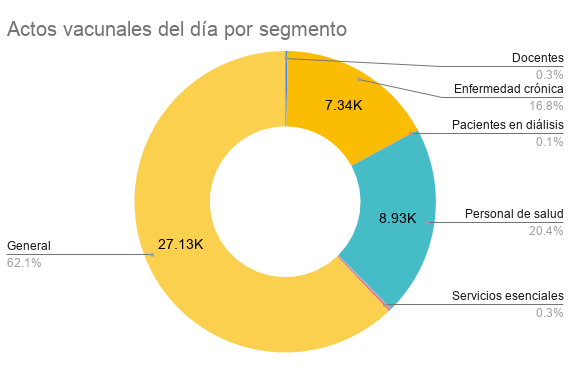 Actos vacunales del día por segmento
Docentes
0.3%
Enfermedad crónica
16.8%
7.34K
Pacientes en diálisis
0.1%
Personal de salud
20.4%
8.93K
General
62.1%
27.13K
Servicios esenciales
0.3%